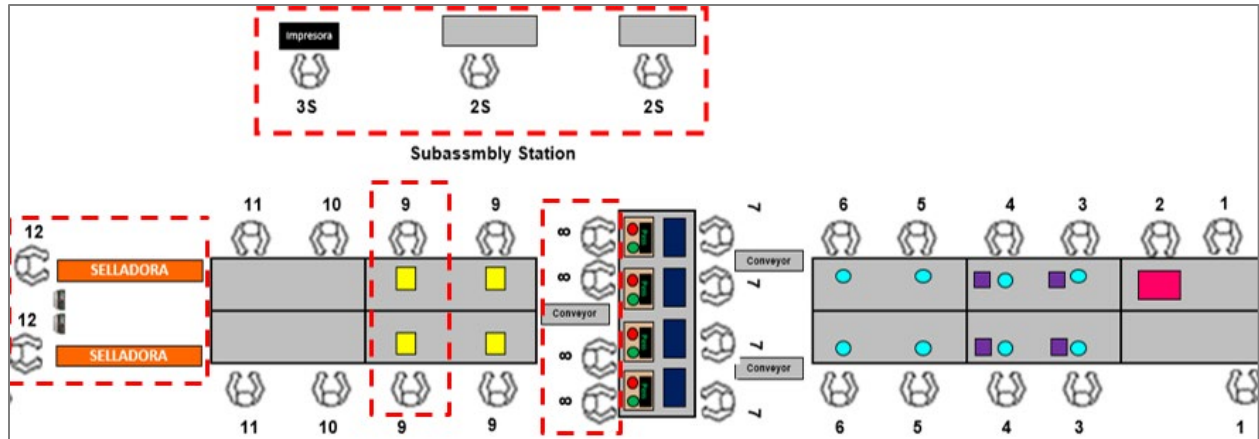 Impresora
3S 2S 2S
Subassmbly Station
11 10 9 9 8 7 6 5 4 3 2 1
12
SELLADORA
Conveyor
8 7
Conveyor
12
8 7
SELLADORA
Conveyor
8 7
11 10 9 9 6 5 4 3 1